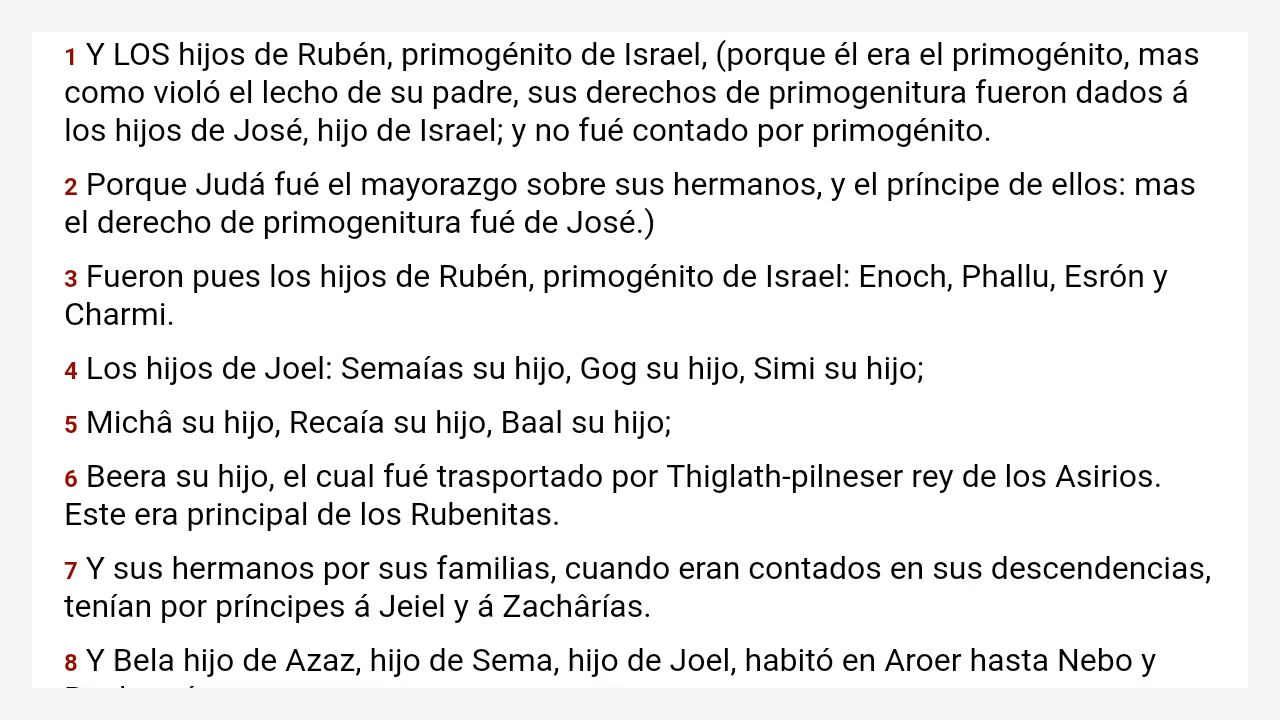 1 Y LOS hijos de Rubén, primogénito de Israel, (porque él era el primogénito, mas
como violó el lecho de su padre, sus derechos de primogenitura fueron dados á
los hijos de José, hijo de Israel; y no fué contado por primogénito.
2 Porque Judá fué el mayorazgo sobre sus hermanos, y el príncipe de ellos: mas
el derecho de primogenitura fué de José.)
3 Fueron pues los hijos de Rubén, primogénito de Israel: Enoch, Phallu, Esrón y
Charmi.
4 Los hijos de Joel: Semaías su hijo, Gog su hijo, Simi su hijo;
5 Michâ su hijo, Recaía su hijo, Baal su hijo;
6 Beera su hijo, el cual fué trasportado por Thiglath-pilneser rey de los Asirios.
Este era principal de los Rubenitas.
7 Y sus hermanos por sus familias, cuando eran contados en sus descendencias,
tenían por príncipes á Jeiel y á Zachârías.
8 Y Bela hijo de Azaz, hijo de Sema, hijo de Joel, habitó en Aroer hasta Nebo y